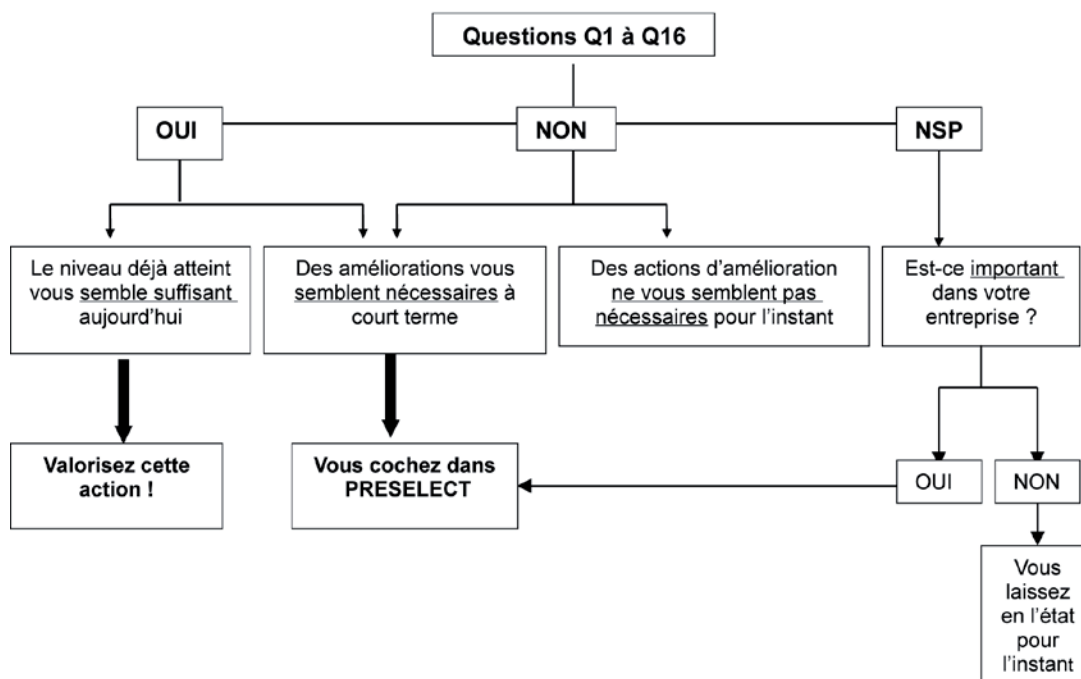 Questions Q1 à Q16
OUI
NON
NSP
Le niveau déjà atteint
vous semble suffisant
aujourd'hui
Des améliorations vous
semblent nécessaires à
court terme
Des actions d'amélioration
ne vous semblent pas
nécessaires pour l'instant
Est-ce important
dans votre
entreprise ?
Valorisez cette
action !
Vous cochez dans
PRESELECT
OUI
NON
Vous
laissez
en l'état
pour
l'instant